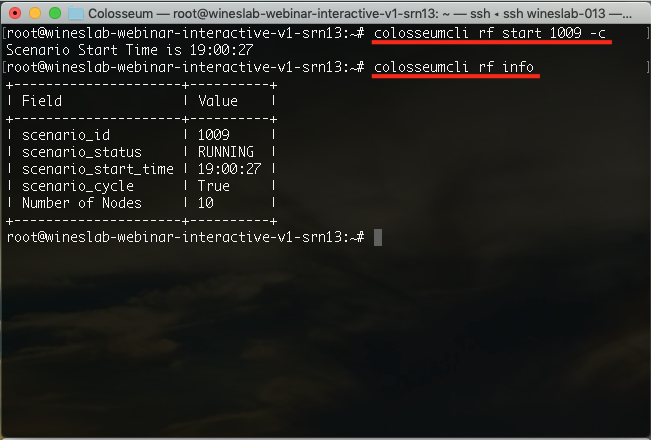 Colosseum — root@wineslab-webinar-interactive-v1-srn13: ~ — ssh ◂ ssh wineslab-013 —...
[root@wineslab-webinar-interactive-v1-srn13:~# colosseumcli rf start 1009 -c ]
Scenario Start Time is 19:00:27
[root@wineslab-webinar-interactive-v1-srn13:~# colosseumcli rf info ]
+---------------------+----------+
| Field | Value |
+---------------------+----------+
| scenario_id | 1009 |
| scenario_status | RUNNING |
| scenario_start_time | 19:00:27 |
| scenario_cycle | True |
| Number of Nodes | 10 |
+---------------------+----------+
root@wineslab-webinar-interactive-v1-srn13:~#